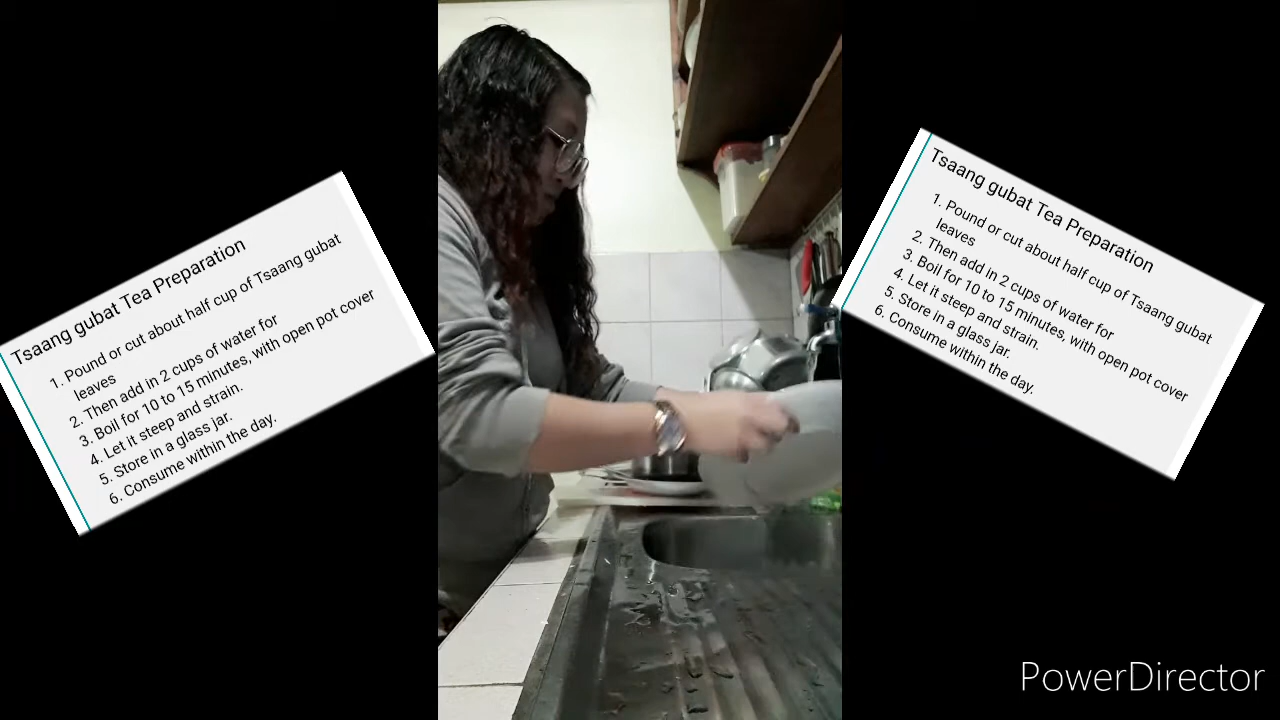 Tsaang gubat Tea Preparation
1. Pound or cut about half cup of Tsaang gubat
leaves
2. Then add in 2 cups of water for
3. Boil for 10 to 15 minutes, with open pot cover
4. Let it steep and strain.
5. Store in a glass jar.
6. Consume within the day.
Tsaang gubat Tea Preparation
1. Pound or cut about half cup of Tsaang gubat
leaves
2. Then add in 2 cups of water for
3. Boil for 10 to 15 minutes, with open pot cover
4. Let it steep and strain.
5. Store in a glass jar.
6. Consume within the day.
PowerDirector